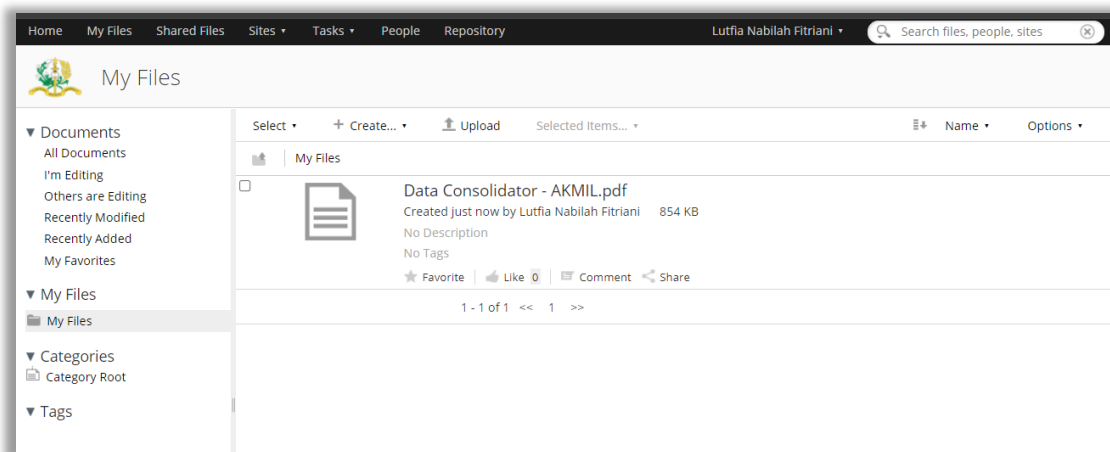 Home My Files Shared Files Sites Tasks People Repository Lutfia Nabilah Fitriani Search files, people, sites
My Files
Documents
All Documents
I'm Editing
Others are Editing
Recently Modified
Recently Added
My Favorites
My Files
My Files
Categories
Category Root
Tags
Select + Create... Upload Selected Items... Name Options
My Files
Data Consolidator - AKMIL.pdf
Created just now by Lutfia Nabilah Fitriani 854 KB
No Description
No Tags
Favorite Like 0 Comment Share
1 - 1 of 1 << 1 >>